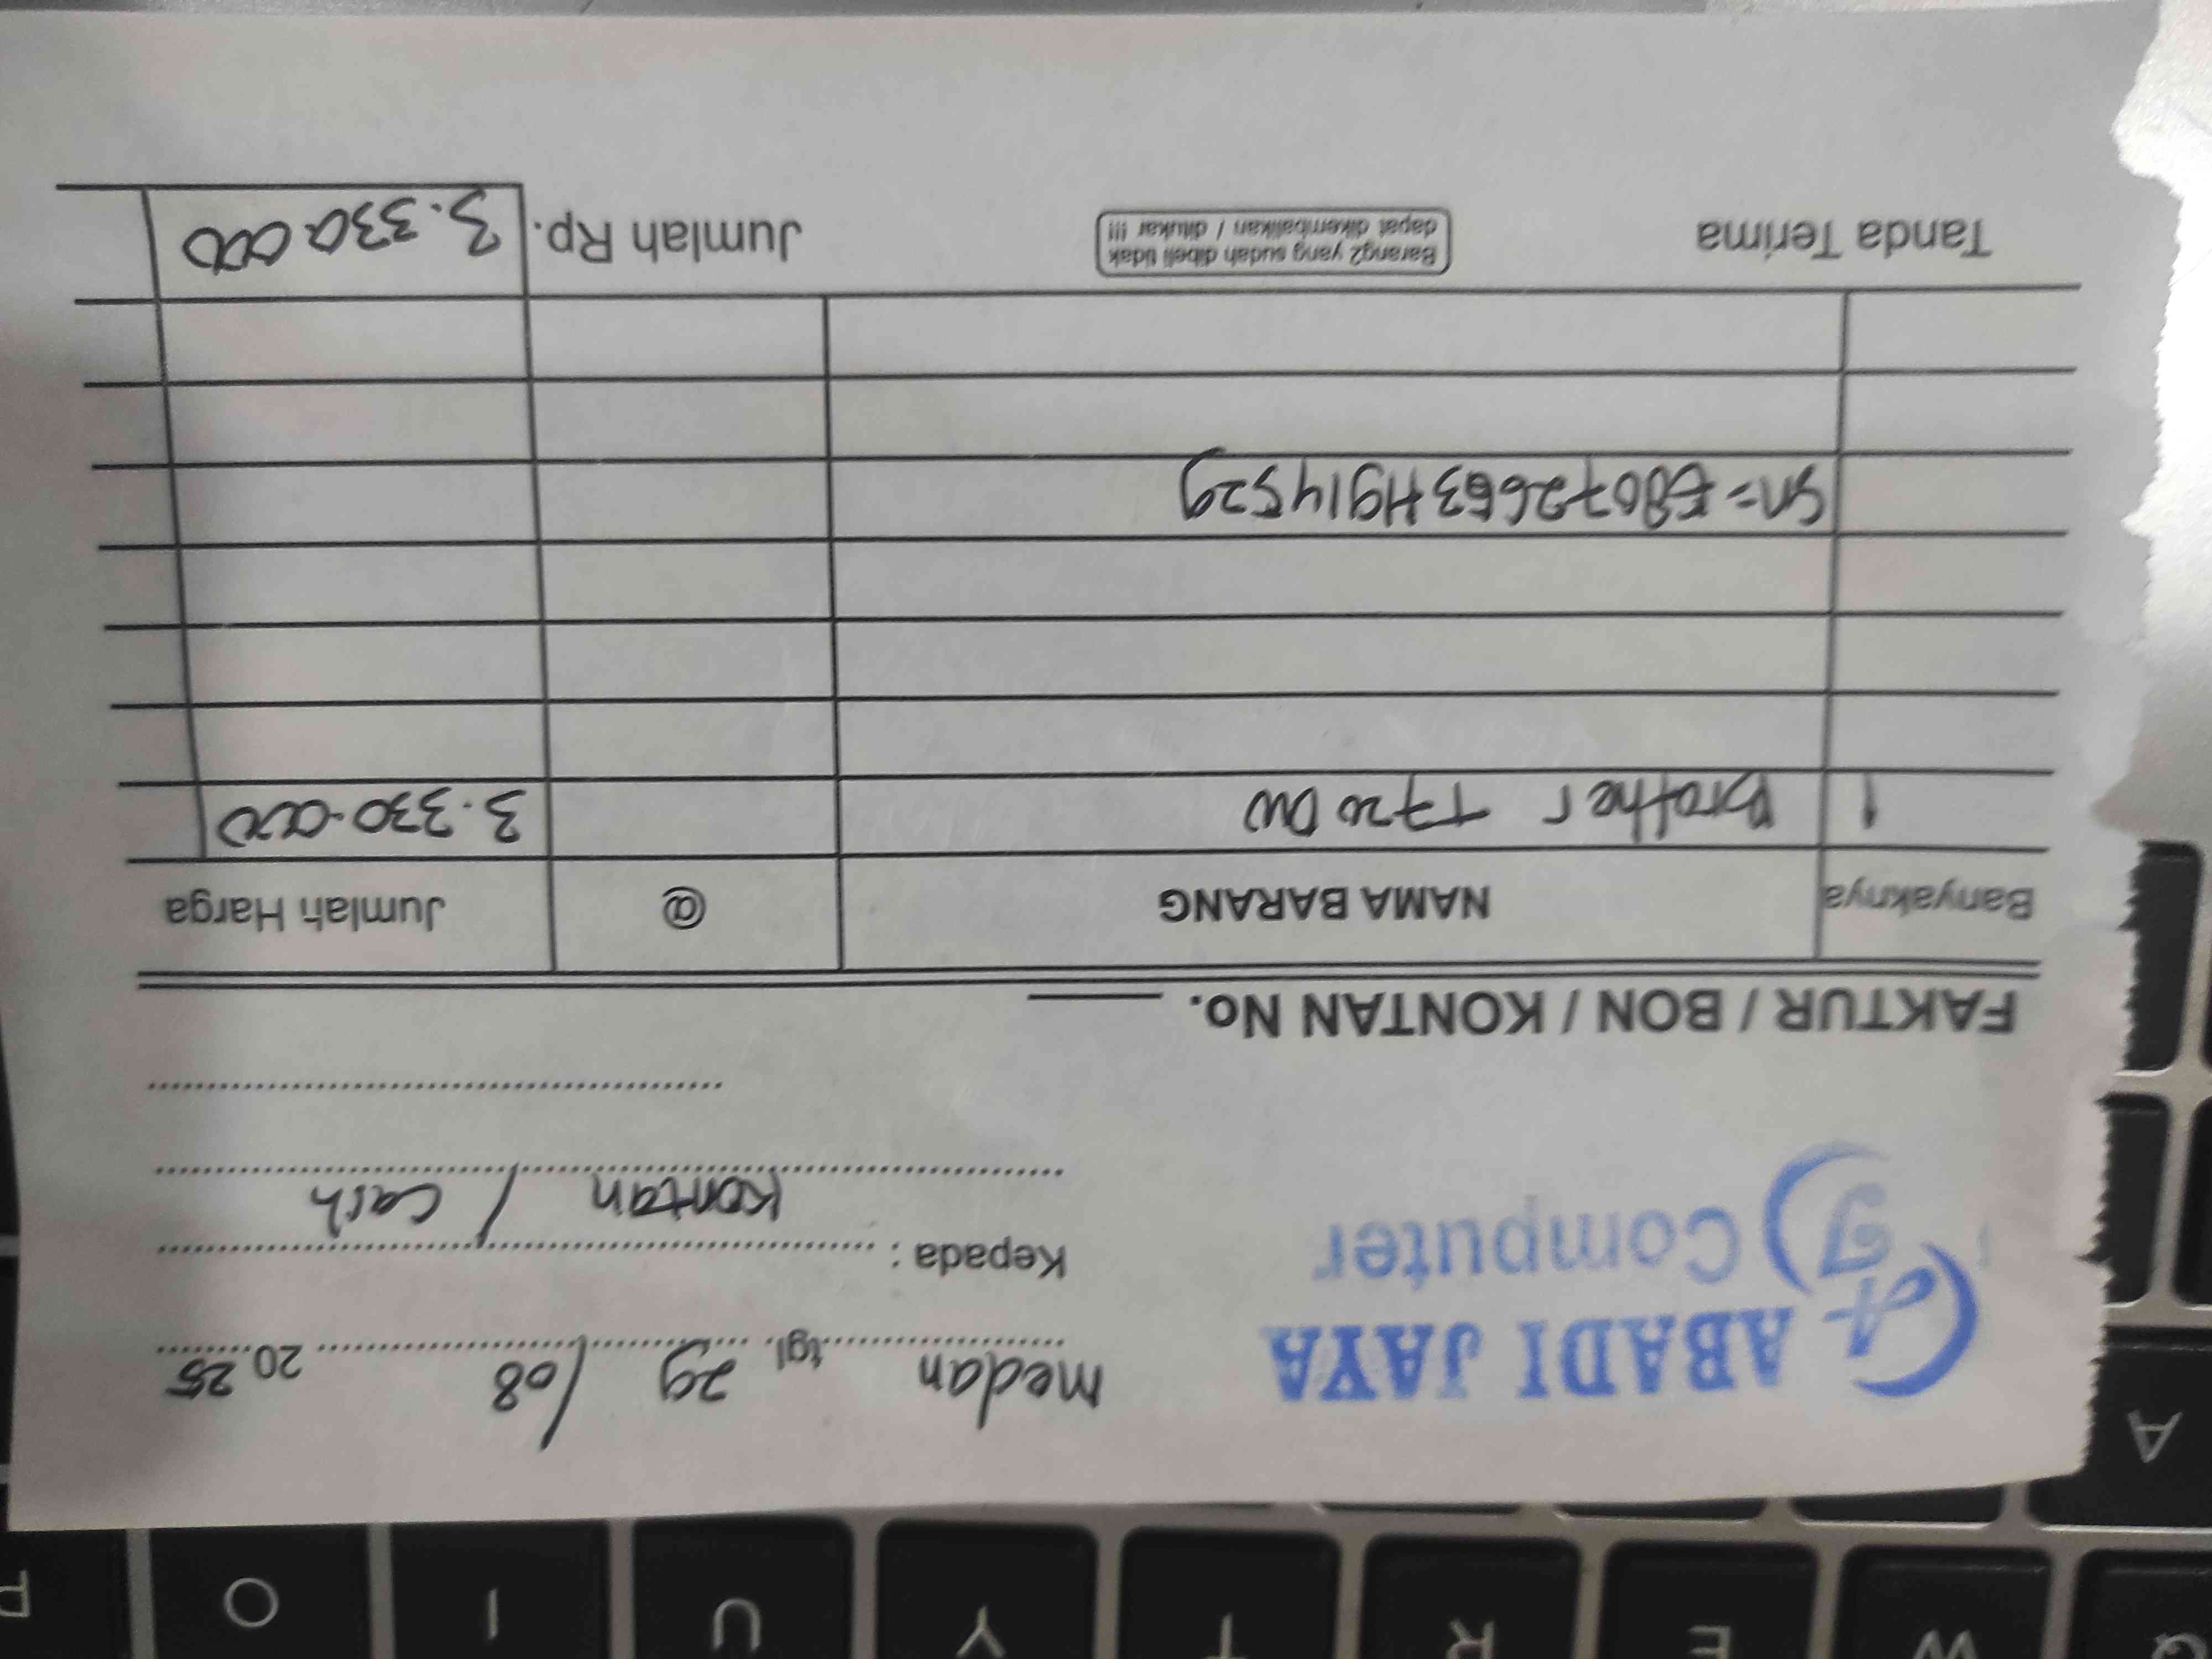 ABADI JAYA
Computer
Medan tgl. 29 / 08 20 25
Kepada :
Kontan / Cash
FAKTUR / BON / KONTAN No.
Banyaknya NAMA BARANG @ Jumlah Harga
1 Brother T720 DW 3.330.000
Sn = E80726G3H914529
Tanda Terima
Barang2 yang sudah dibeli tidak
dapat dikembalikan / ditukar !!!
Jumlah Rp. 3.330.000
A
P O I U Y T R E W Q